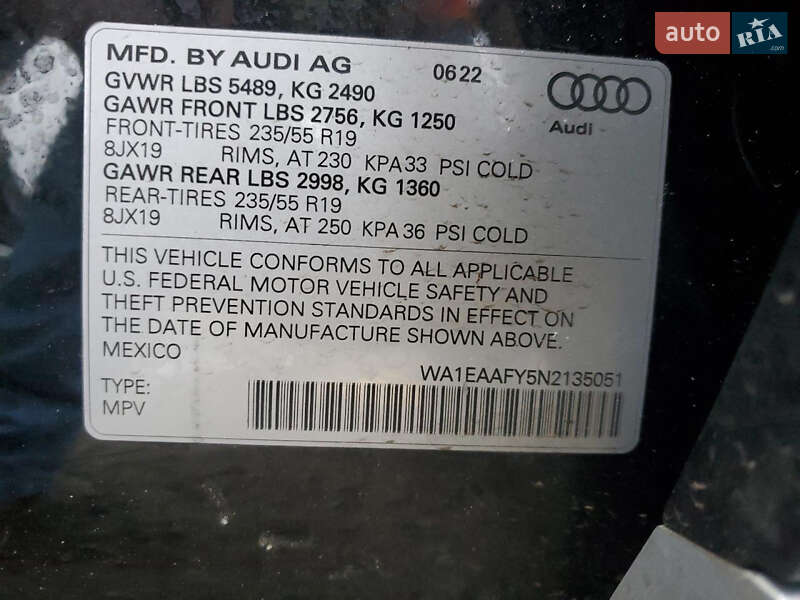 auto RIA.com
MFD. BY AUDI AG 0622
GVWR LBS 5489, KG 2490
GAWR FRONT LBS 2756, KG 1250
FRONT-TIRES 235/55 R19
8JX19 RIMS, AT 230 KPA 33 PSI COLD
GAWR REAR LBS 2998, KG 1360
REAR-TIRES 235/55 R19
8JX19 RIMS, AT 250 KPA 36 PSI COLD
Audi
THIS VEHICLE CONFORMS TO ALL APPLICABLE
U.S. FEDERAL MOTOR VEHICLE SAFETY AND
THEFT PREVENTION STANDARDS IN EFFECT ON
THE DATE OF MANUFACTURE SHOWN ABOVE.
MEXICO
WA1EAAFY5N2135051
TYPE:
MPV